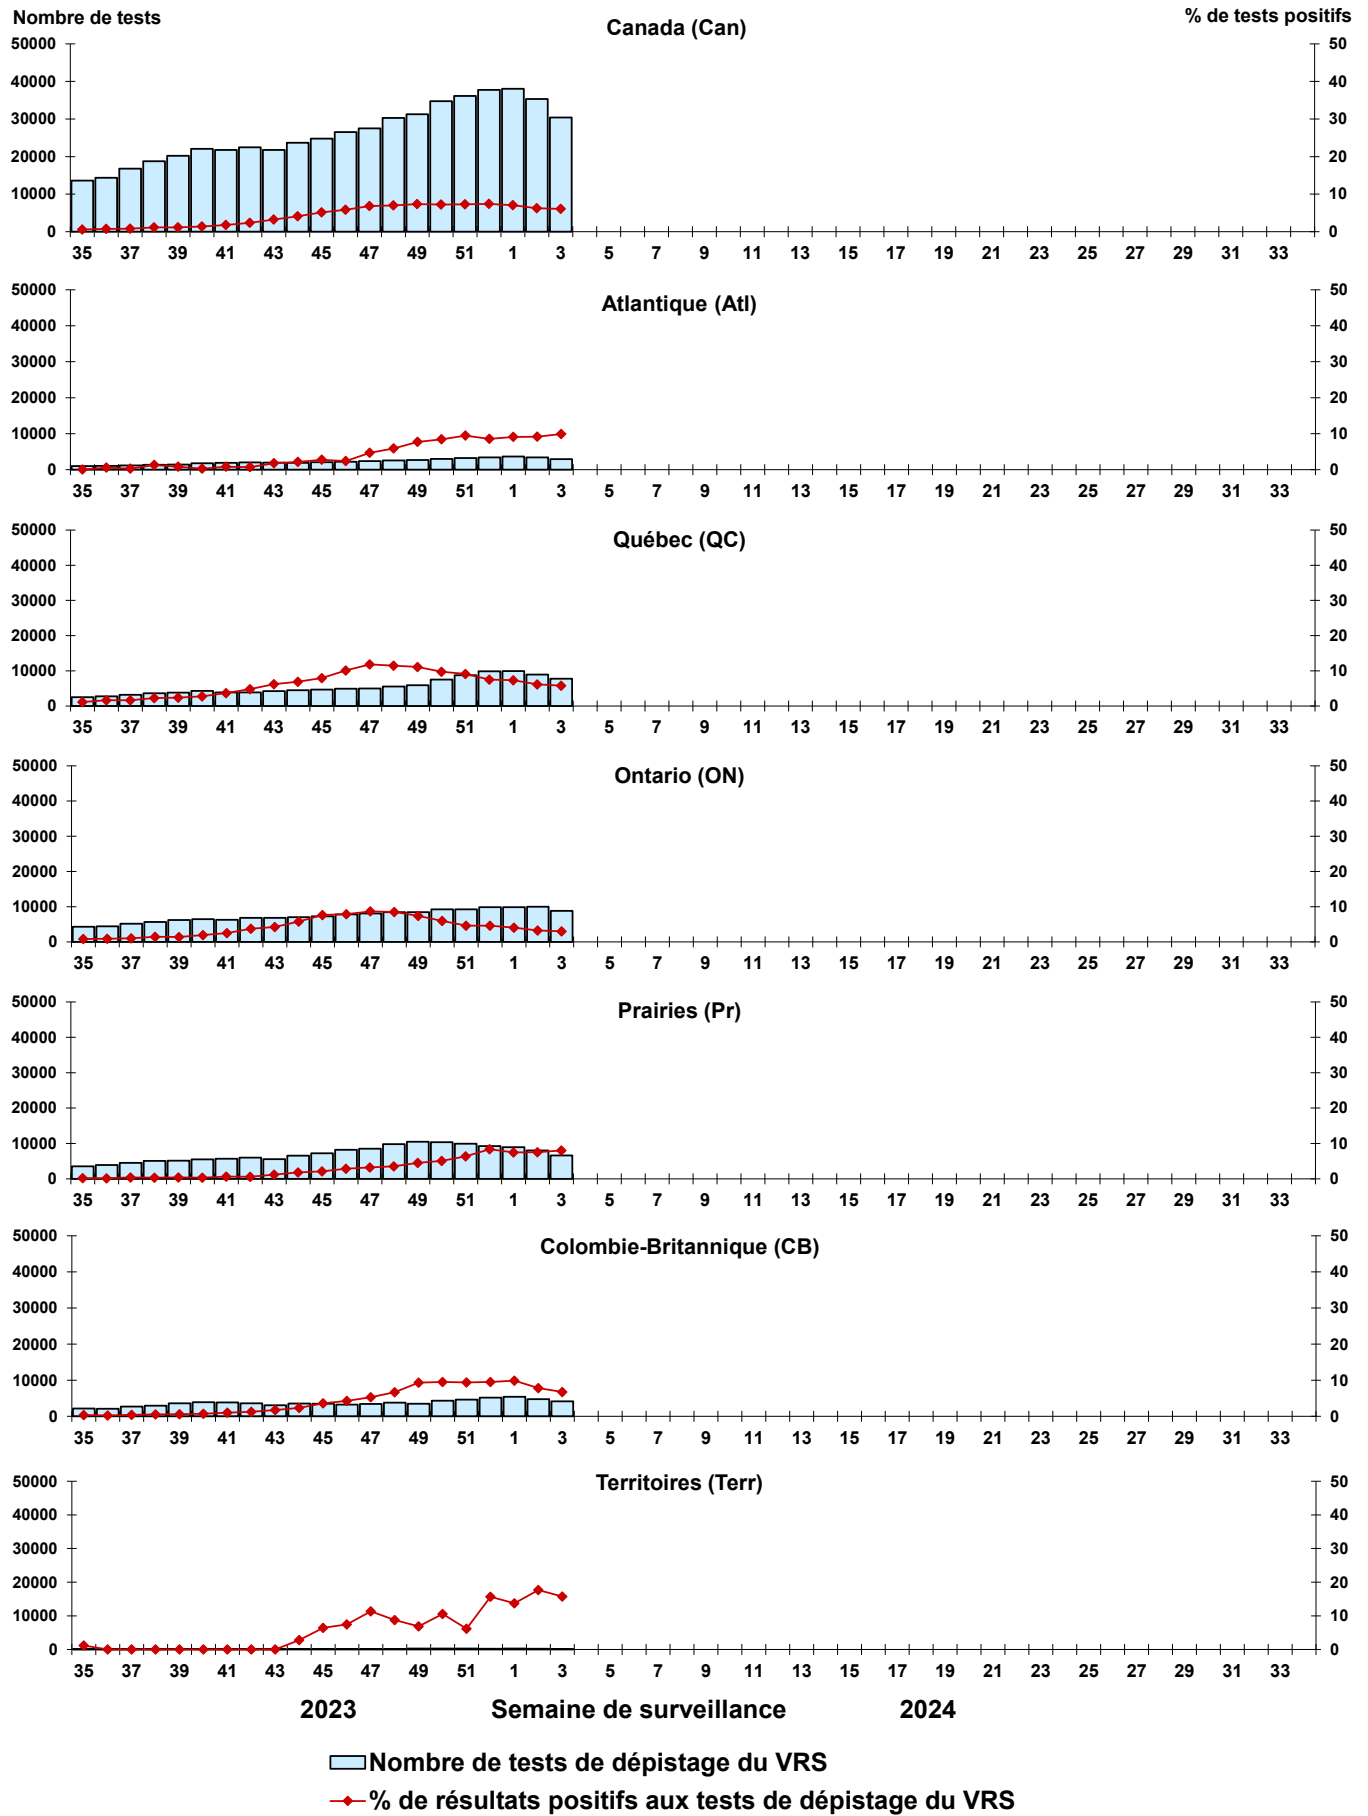 Nombre de tests % de tests positifs
Canada (Can)
50000 50
40000 40
30000 30
20000 20
10000 10
0 0
35 37 39 41 43 45 47 49 51 1 3 5 7 9 11 13 15 17 19 21 23 25 27 29 31 33
Atlantique (Atl)
50000 50
40000 40
30000 30
20000 20
10000 10
0 0
35 37 39 41 43 45 47 49 51 1 3 5 7 9 11 13 15 17 19 21 23 25 27 29 31 33
Québec (QC)
50000 50
40000 40
30000 30
20000 20
10000 10
0 0
35 37 39 41 43 45 47 49 51 1 3 5 7 9 11 13 15 17 19 21 23 25 27 29 31 33
Ontario (ON)
50000 50
40000 40
30000 30
20000 20
10000 10
0 0
35 37 39 41 43 45 47 49 51 1 3 5 7 9 11 13 15 17 19 21 23 25 27 29 31 33
Prairies (Pr)
50000 50
40000 40
30000 30
20000 20
10000 10
0 0
35 37 39 41 43 45 47 49 51 1 3 5 7 9 11 13 15 17 19 21 23 25 27 29 31 33
Colombie-Britannique (CB)
50000 50
40000 40
30000 30
20000 20
10000 10
0 0
35 37 39 41 43 45 47 49 51 1 3 5 7 9 11 13 15 17 19 21 23 25 27 29 31 33
Territoires (Terr)
50000 50
40000 40
30000 30
20000 20
10000 10
0 0
35 37 39 41 43 45 47 49 51 1 3 5 7 9 11 13 15 17 19 21 23 25 27 29 31 33
2023 Semaine de surveillance 2024
Nombre de tests de dépistage du VRS
% de résultats positifs aux tests de dépistage du VRS